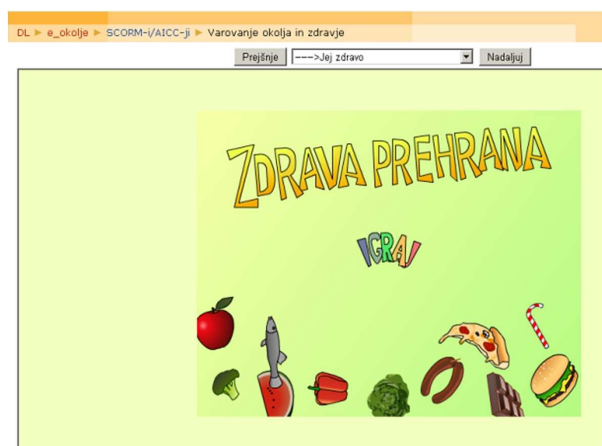 DL ► e_okolje ► SCORM-i/AICC-ji ► Varovanje okolja in zdravje
Prejšnje --->Jej zdravo Nadaljuj
ZDRAVA PREHRANA
IGRAJ